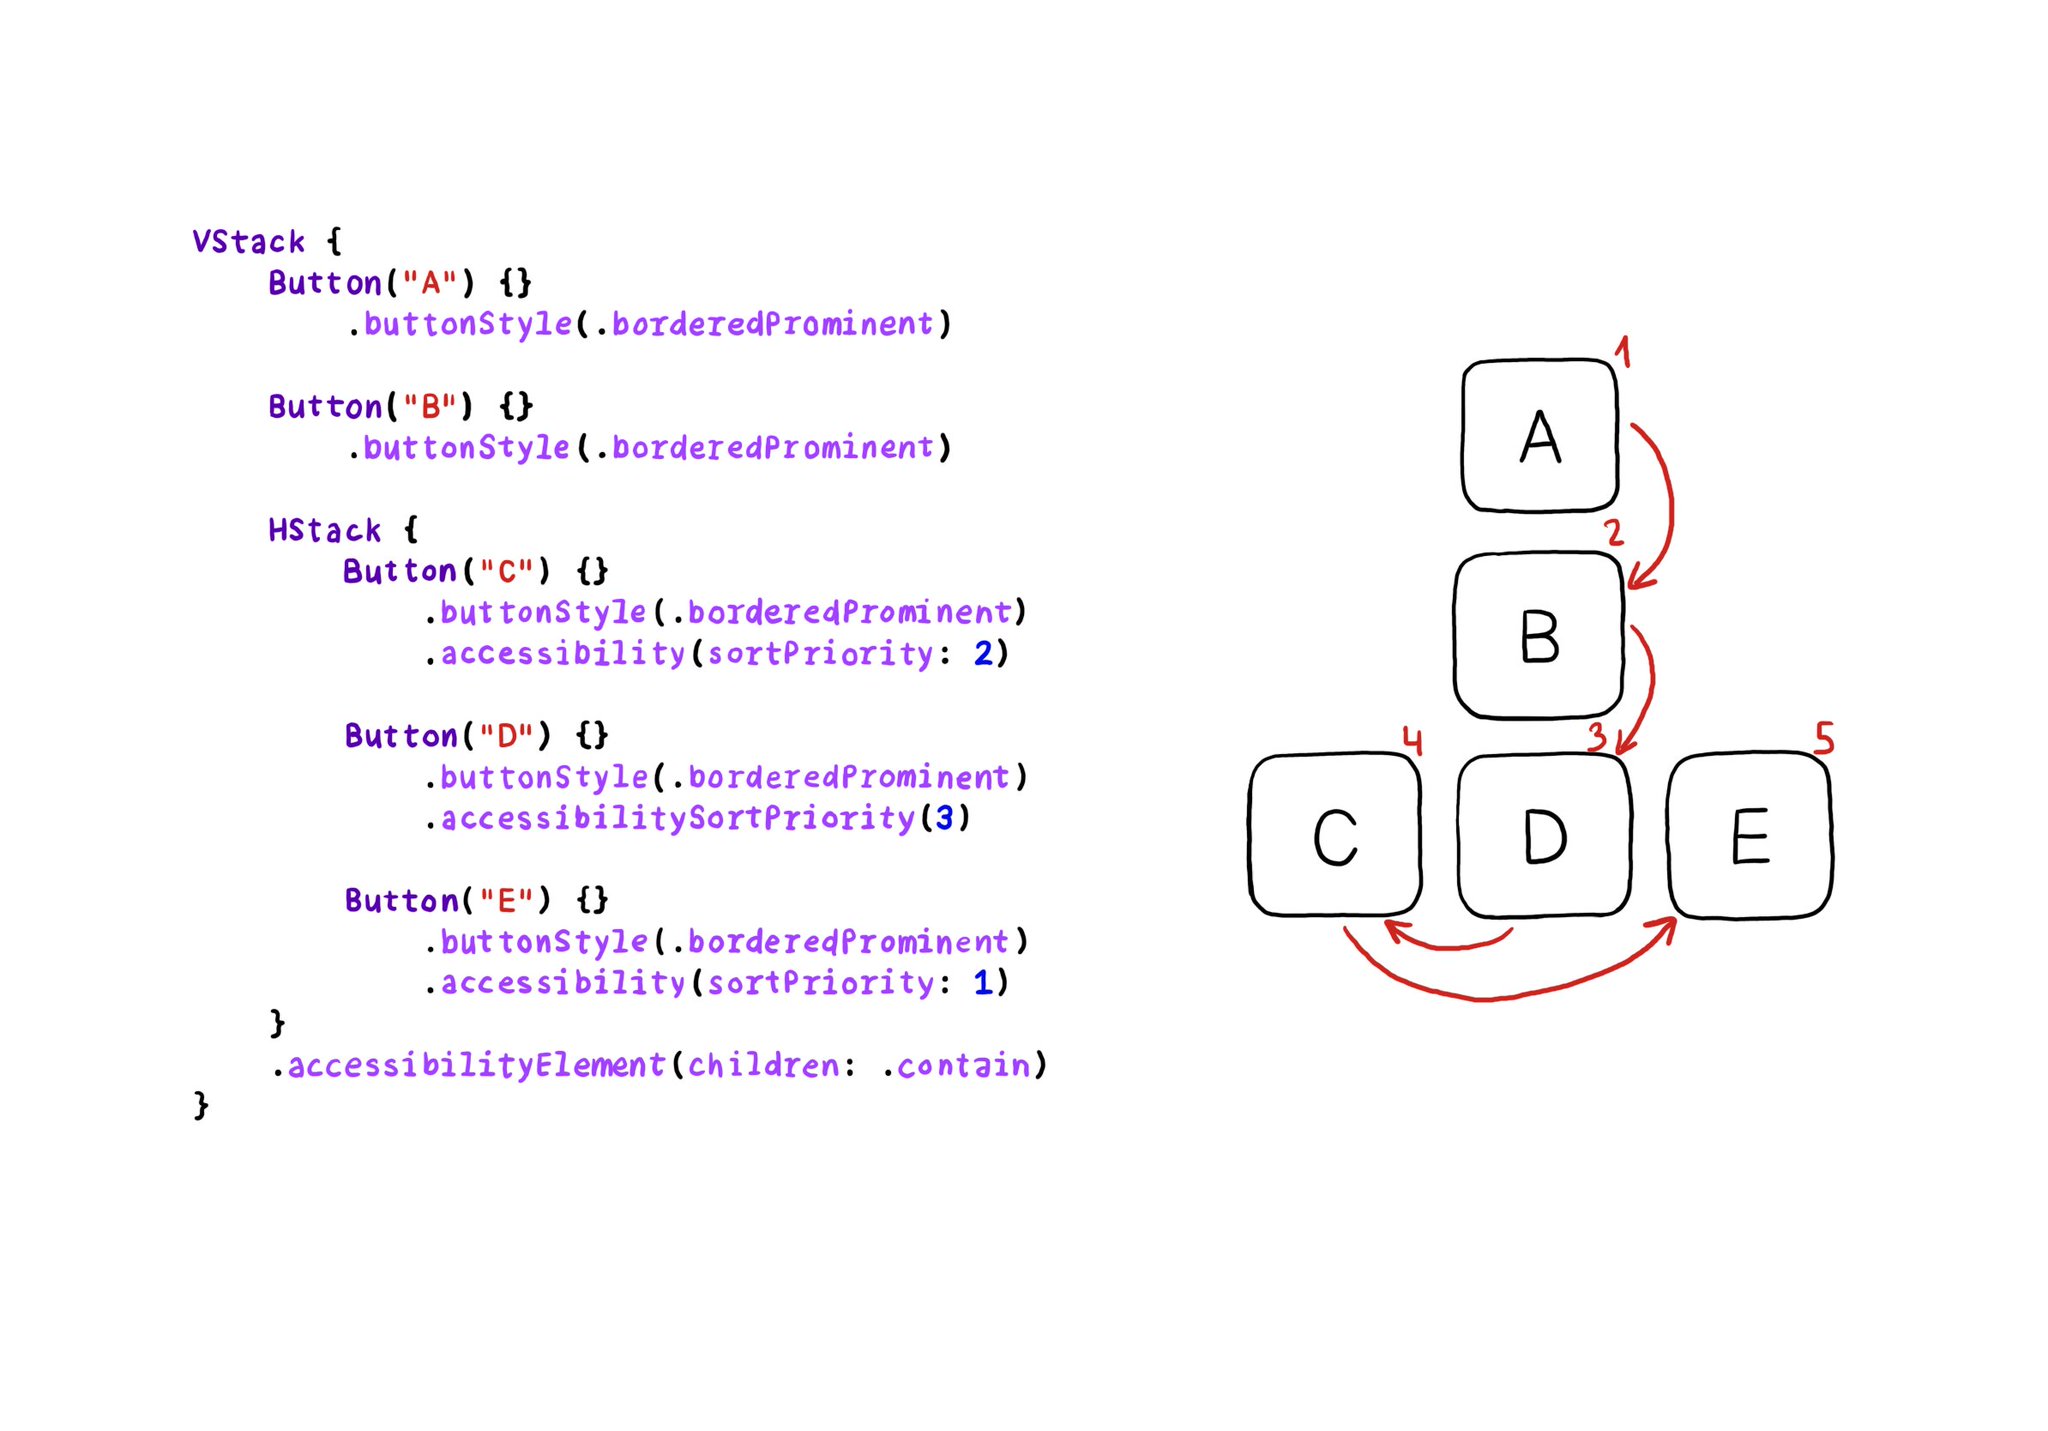 VStack {
Button("A") {}
.buttonStyle(.borderedProminent)
Button("B") {}
.buttonStyle(.borderedProminent)
HStack {
Button("C") {}
.buttonStyle(.borderedProminent)
.accessibility(sortPriority: 2)
Button("D") {}
.buttonStyle(.borderedProminent)
.accessibilitySortPriority(3)
Button("E") {}
.buttonStyle(.borderedProminent)
.accessibility(sortPriority: 1)
}
.accessibilityElement(children: .contain)
}
1
A
2
B
4 3 5
C D E